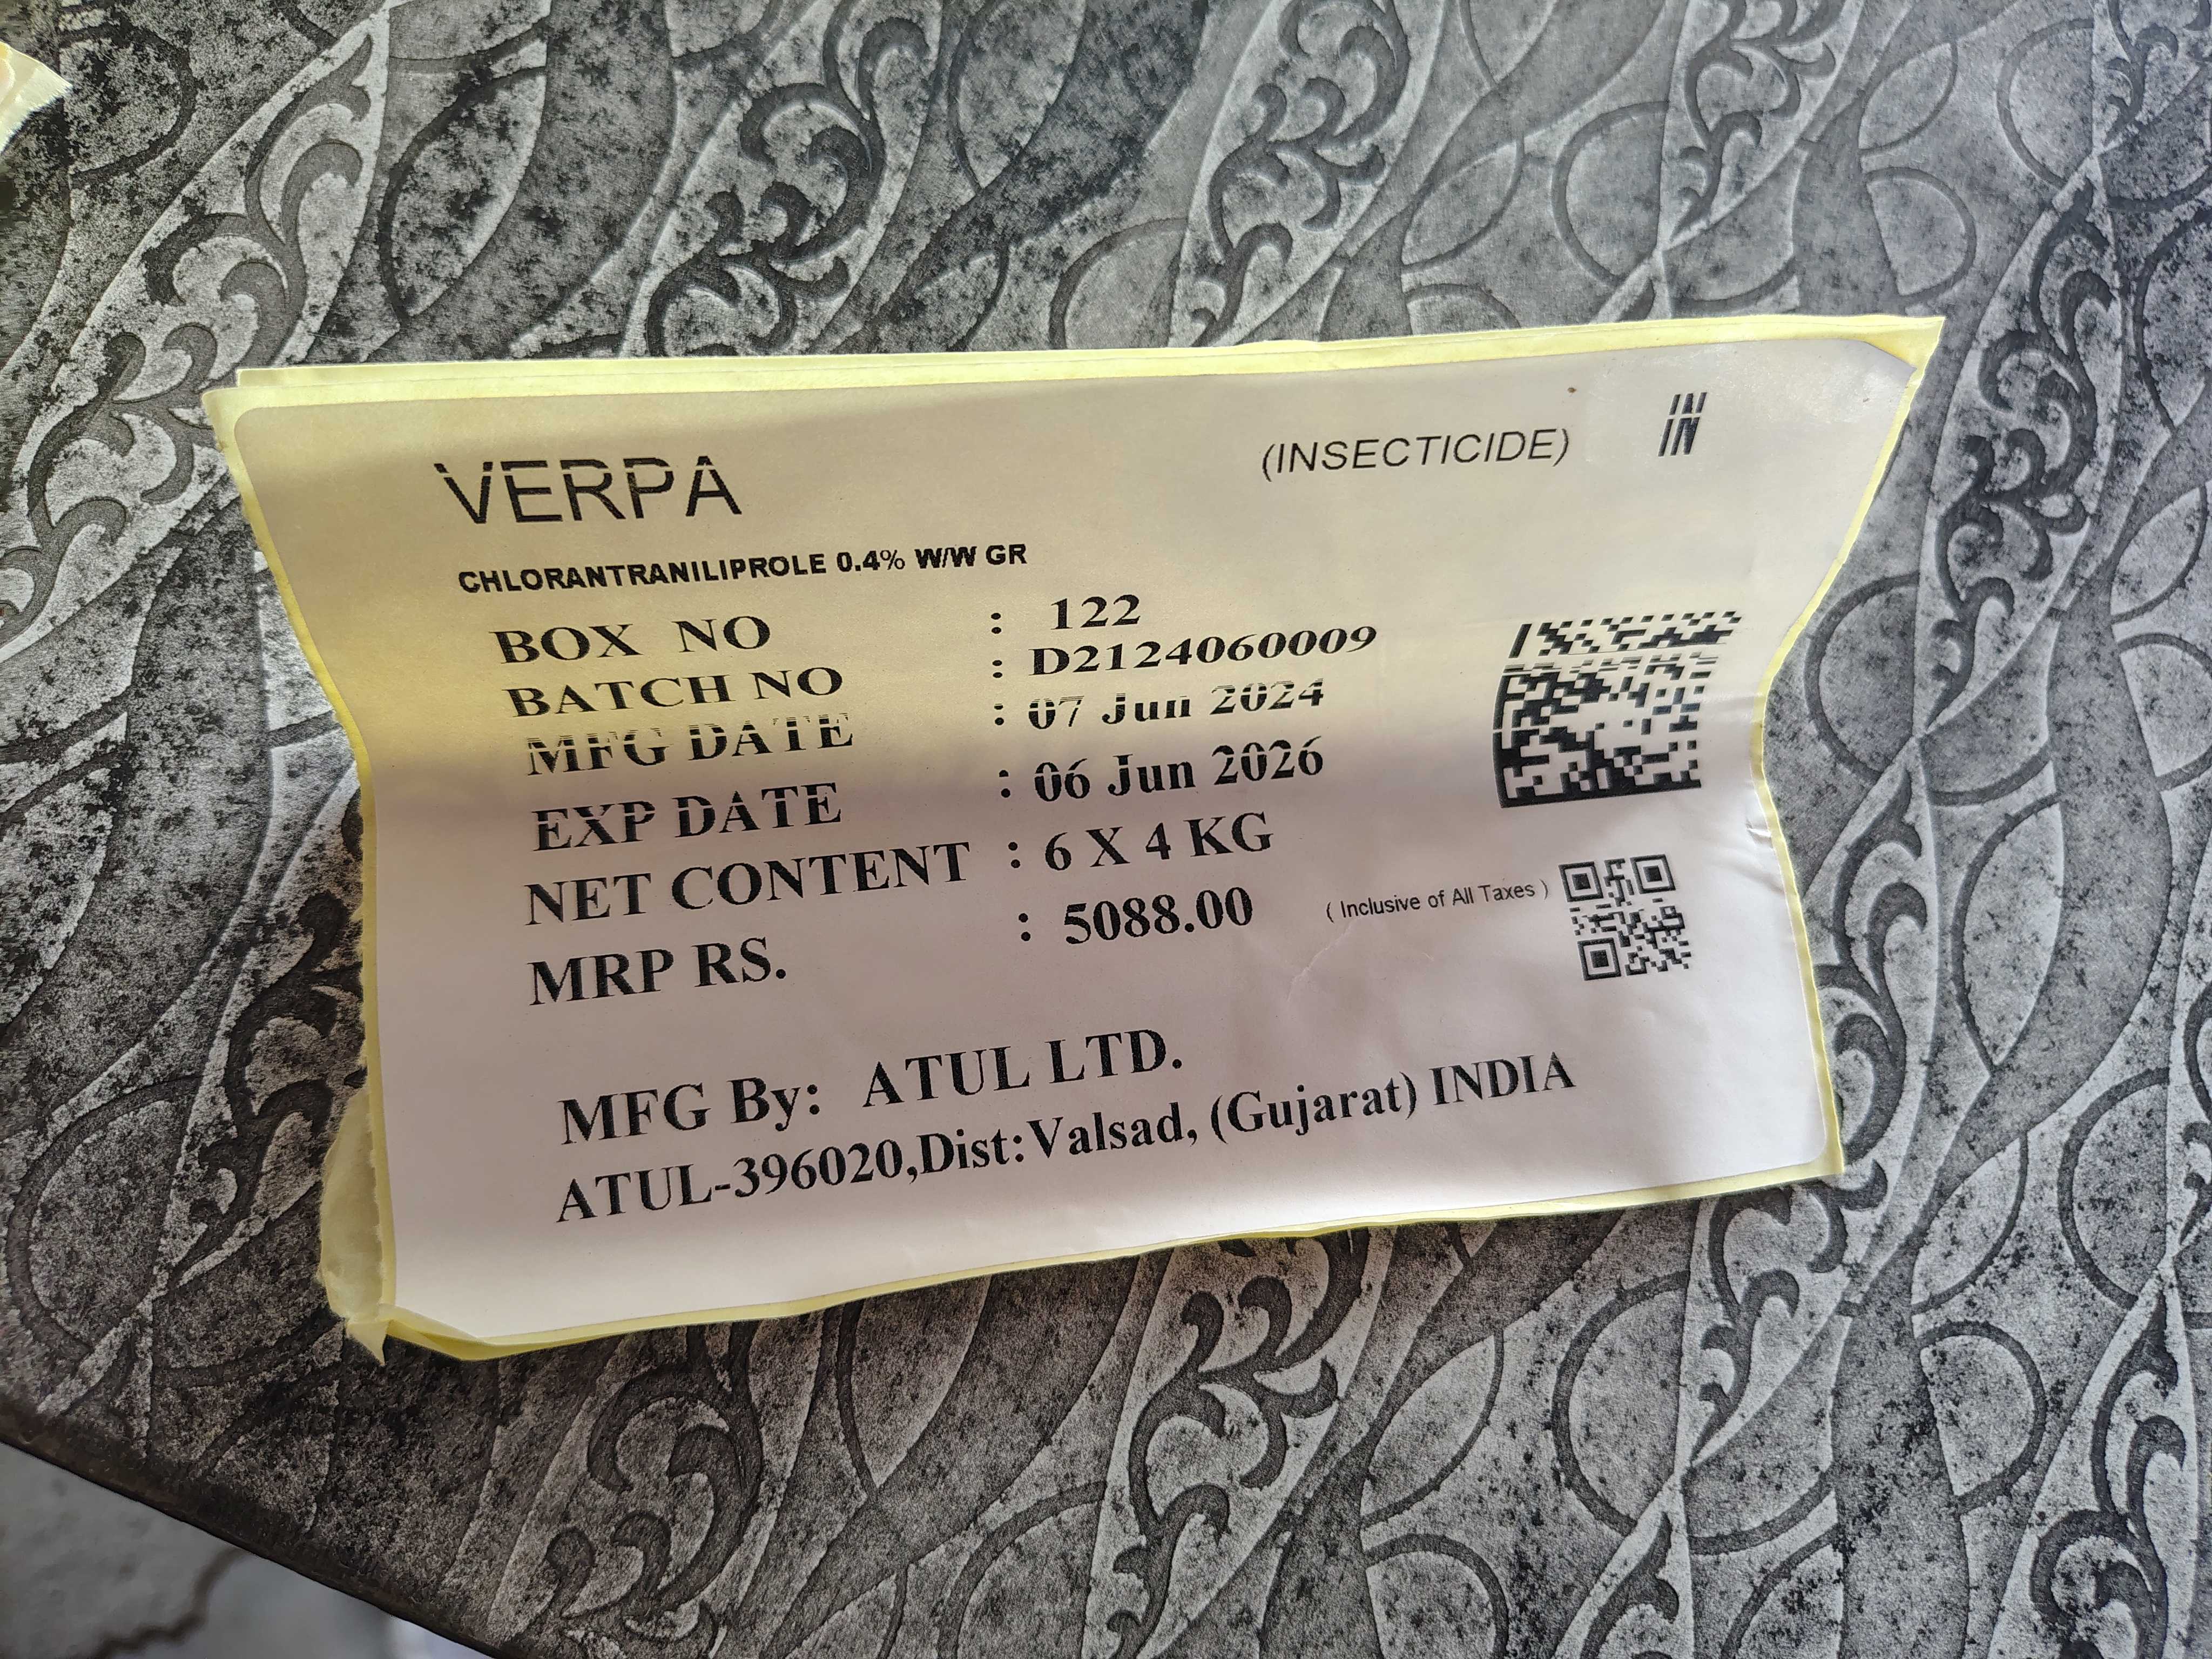 VERPA (INSECTICIDE) IN
CHLORANTRANILIPROLE 0.4% W/W GR
BOX NO : 122
BATCH NO : D2124060009
MFG DATE : 07 Jun 2024
EXP DATE : 06 Jun 2026
NET CONTENT : 6 X 4 KG
MRP RS. : 5088.00 ( Inclusive of All Taxes )
MFG By: ATUL LTD.
ATUL-396020,Dist:Valsad, (Gujarat) INDIA